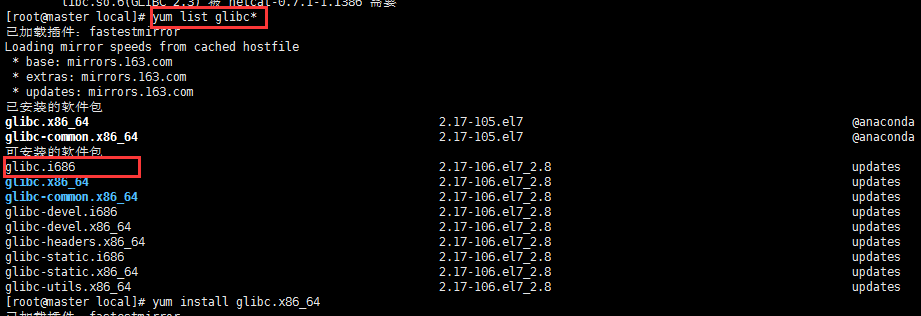 libc.so.6(GLIBC_2.3) 被 netcat-0.7.1-1.i386 需要
[root@master local]# yum list glibc*
已加载插件：fastestmirror
Loading mirror speeds from cached hostfile
* base: mirrors.163.com
* extras: mirrors.163.com
* updates: mirrors.163.com
已安装的软件包
glibc.x86_64 2.17-105.el7 @anaconda
glibc-common.x86_64 2.17-105.el7 @anaconda
可安装的软件包
glibc.i686 2.17-106.el7_2.8 updates
glibc.x86_64 2.17-106.el7_2.8 updates
glibc-common.x86_64 2.17-106.el7_2.8 updates
glibc-devel.i686 2.17-106.el7_2.8 updates
glibc-devel.x86_64 2.17-106.el7_2.8 updates
glibc-headers.x86_64 2.17-106.el7_2.8 updates
glibc-static.i686 2.17-106.el7_2.8 updates
glibc-static.x86_64 2.17-106.el7_2.8 updates
glibc-utils.x86_64 2.17-106.el7_2.8 updates
[root@master local]# yum install glibc.x86_64
已加载插件：fastestmirror